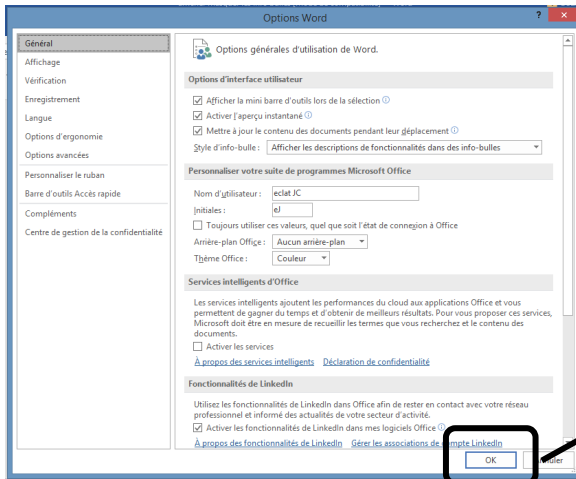 Options Word
?
Général
Affichage
Vérification
Enregistrement
Langue
Options d'ergonomie
Options avancées
Personnaliser le ruban
Barre d'outils Accès rapide
Compléments
Centre de gestion de la confidentialité
Options générales d'utilisation de Word.
Options d'interface utilisateur
Afficher la mini barre d'outils lors de la sélection
Activer l'aperçu instantané
Mettre à jour le contenu des documents pendant leur déplacement
Style d'info-bulle : Afficher les descriptions de fonctionnalités dans des info-bulles
Personnaliser votre suite de programmes Microsoft Office
Nom d'utilisateur : eclat JC
Initiales : eJ
Toujours utiliser ces valeurs, quel que soit l'état de connexion à Office
Arrière-plan Office : Aucun arrière-plan
Thème Office : Couleur
Services intelligents d'Office
Les services intelligents ajoutent les performances du cloud aux applications Office et vous
permettent de gagner du temps et d'obtenir de meilleurs résultats. Pour vous proposer ces services,
Microsoft doit être en mesure de recueillir les termes que vous recherchez et le contenu des
documents.
Activer les services
À propos des services intelligents Déclaration de confidentialité
Fonctionnalités de LinkedIn
Utilisez les fonctionnalités de LinkedIn dans Office afin de rester en contact avec votre réseau
professionnel et informé des actualités de votre secteur d'activité.
Activer les fonctionnalités de LinkedIn dans mes logiciels Office
À propos des fonctionnalités de LinkedIn Gérer les associations de compte LinkedIn
OK Annuler